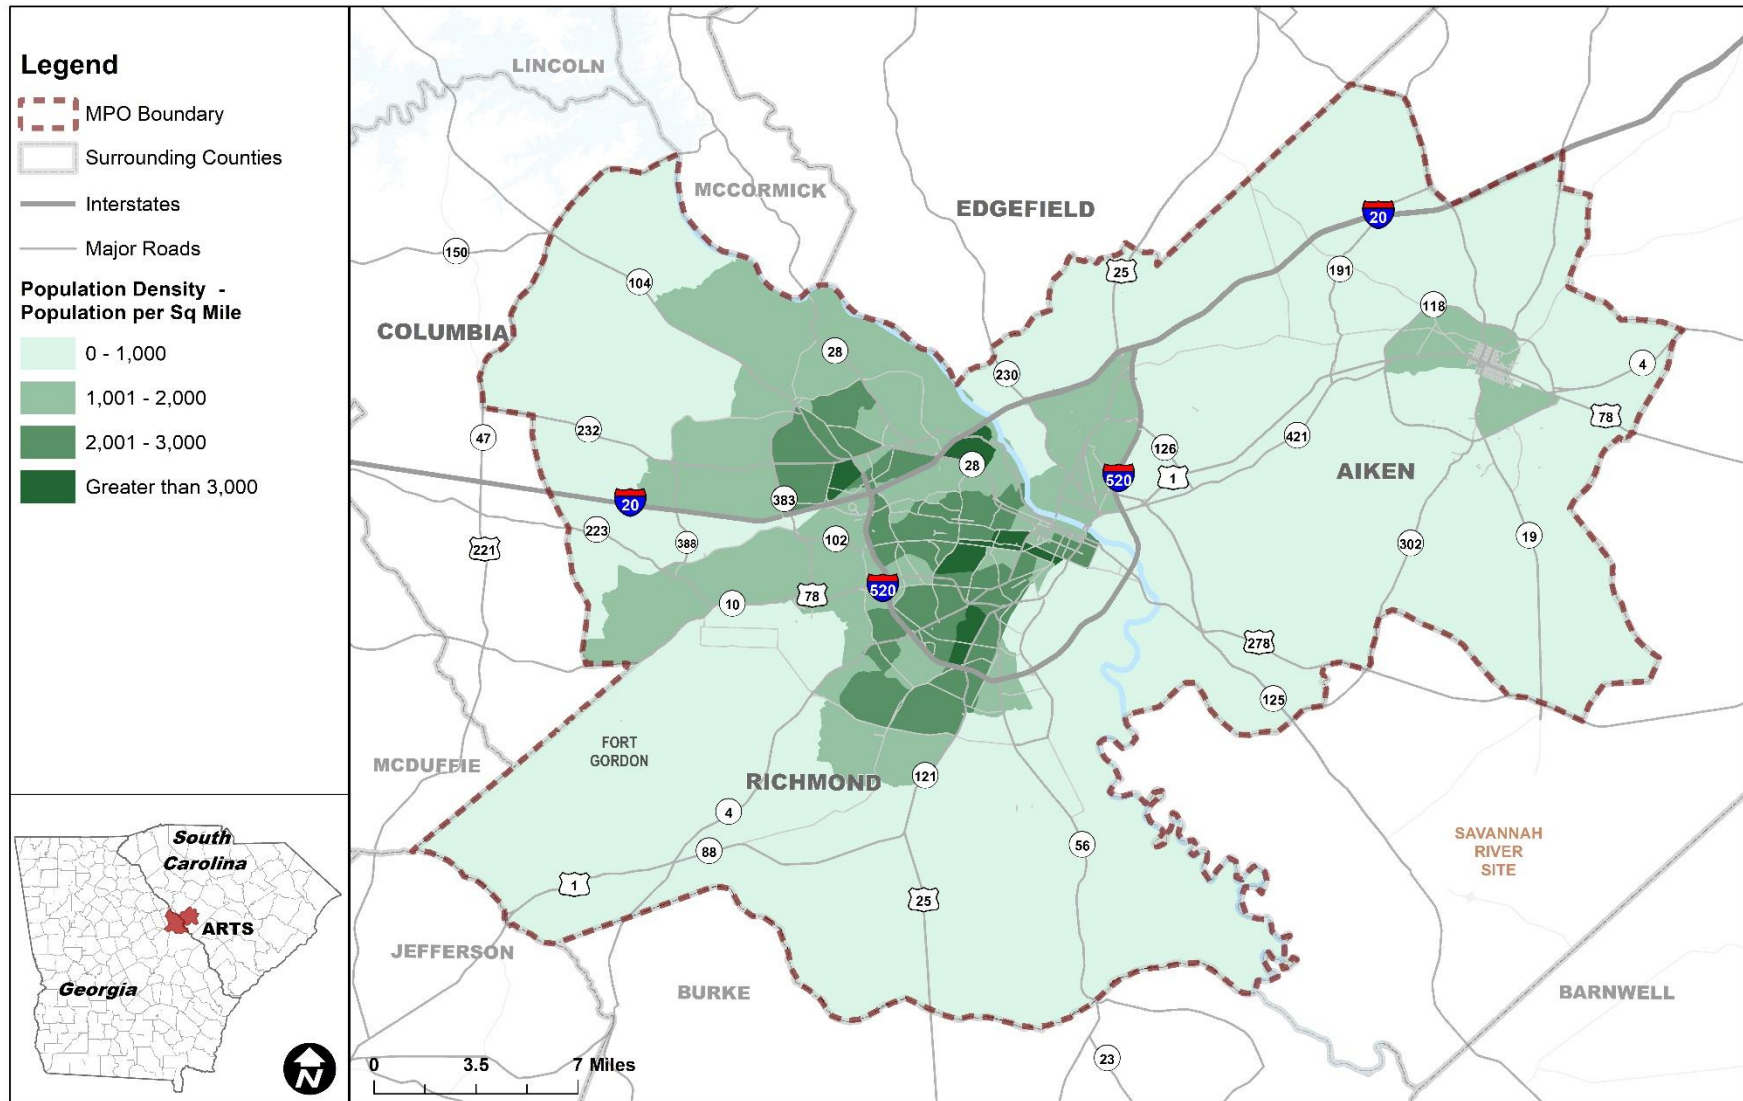 Legend
MPO Boundary
Surrounding Counties
Interstates
Major Roads
Population Density -
Population per Sq Mile
0 - 1,000
1,001 - 2,000
2,001 - 3,000
Greater than 3,000
South
Carolina
ARTS
Georgia
N
LINCOLN
MCCORMICK
EDGEFIELD
20
150
25
191
104
118
COLUMBIA
28
4
230
78
232
47
421
126
28
AIKEN
520
1
383
20
223
102
388
19
302
221
520
78
10
278
125
FORT
GORDON
MCDUFFIE
121
RICHMOND
4
SAVANNAH
RIVER
SITE
56
88
1
25
JEFFERSON
BURKE
BARNWELL
23
0 3.5 7 Miles